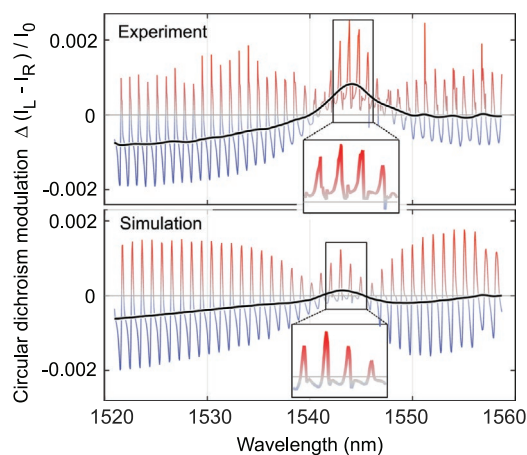 Circular dichroism modulation Δ (I_L - I_R) / I_0
0.002
Experiment
0
-0.002
0.002
Simulation
0
-0.002
1520 1530 1540 1550 1560
Wavelength (nm)